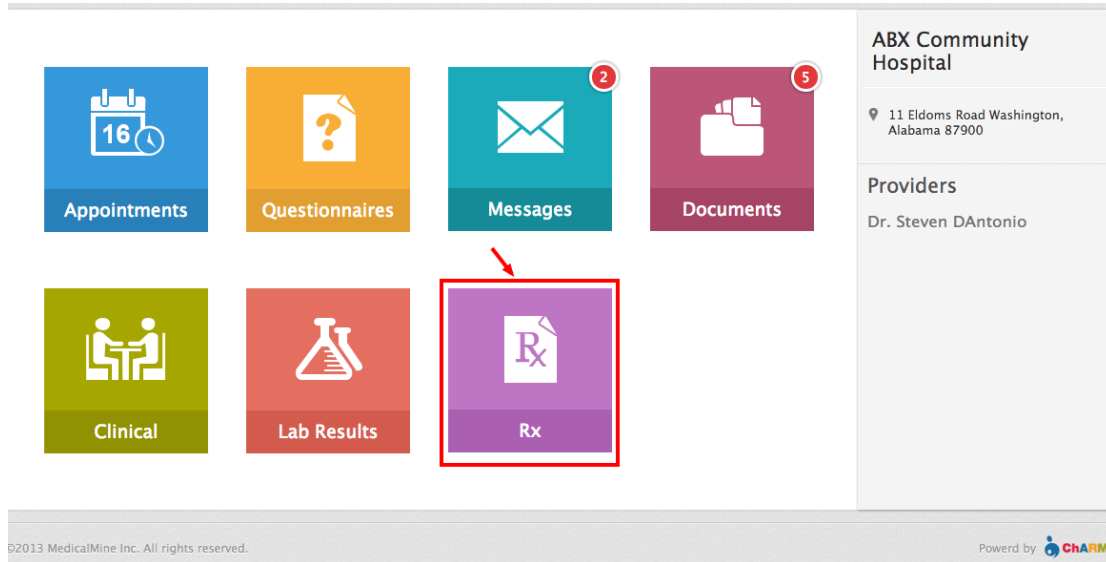 ABX Community
Hospital
11 Eldoms Road Washington,
Alabama 87900
Providers
Dr. Steven DAntonio
16
?
2
5
Appointments
Questionnaires
Messages
Documents
Rx
Clinical
Lab Results
Rx
©2013 MedicalMine Inc. All rights reserved.
Powerd by ChARM